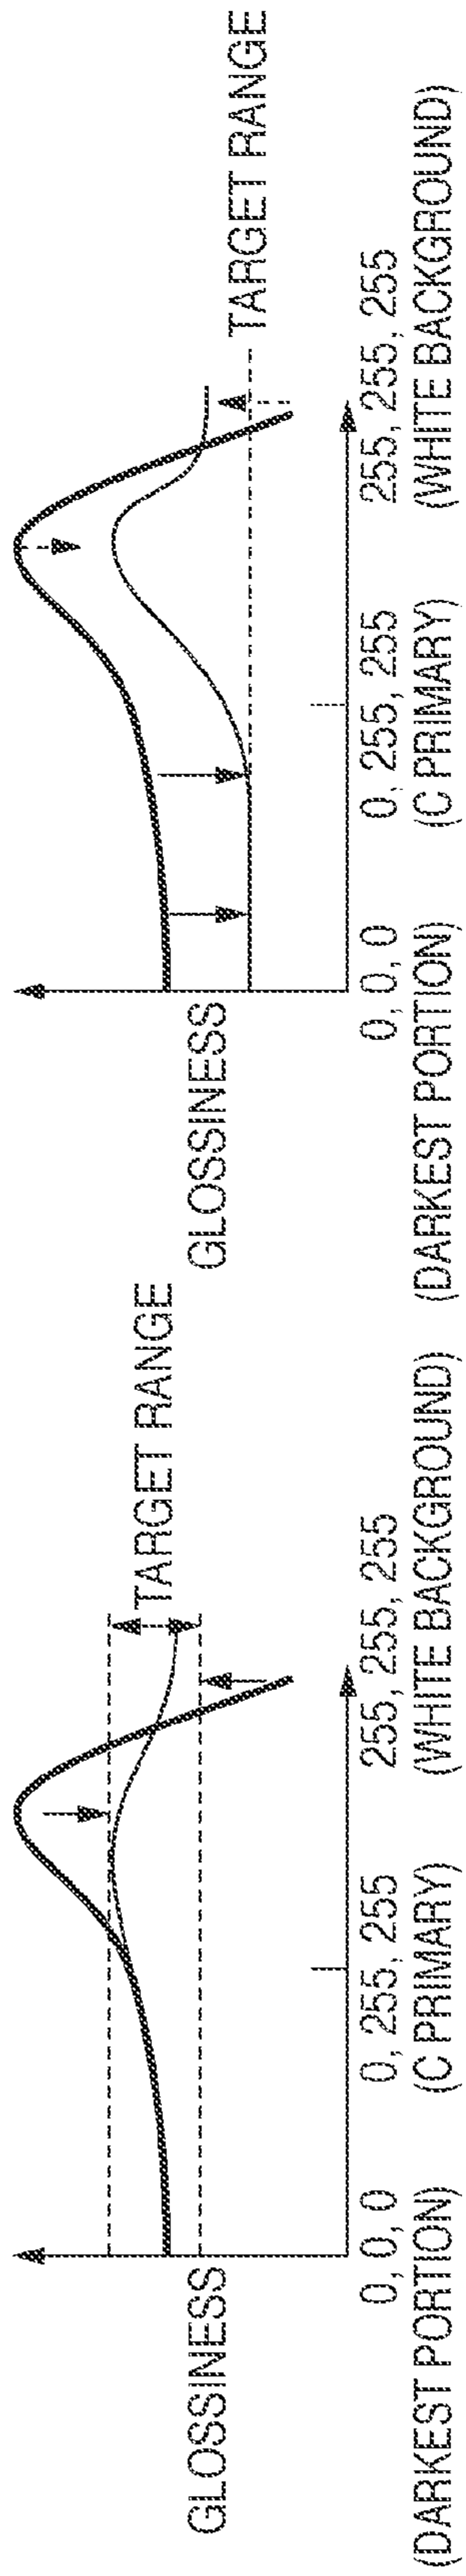 GLOSSINESS
TARGET RANGE
0, 0, 0
0, 255, 255
255, 255, 255
(DARKEST PORTION)
(C PRIMARY)
(WHITE BACKGROUND)
GLOSSINESS
TARGET RANGE
0, 0, 0
0, 255, 255
255, 255, 255
(DARKEST PORTION)
(C PRIMARY)
(WHITE BACKGROUND)